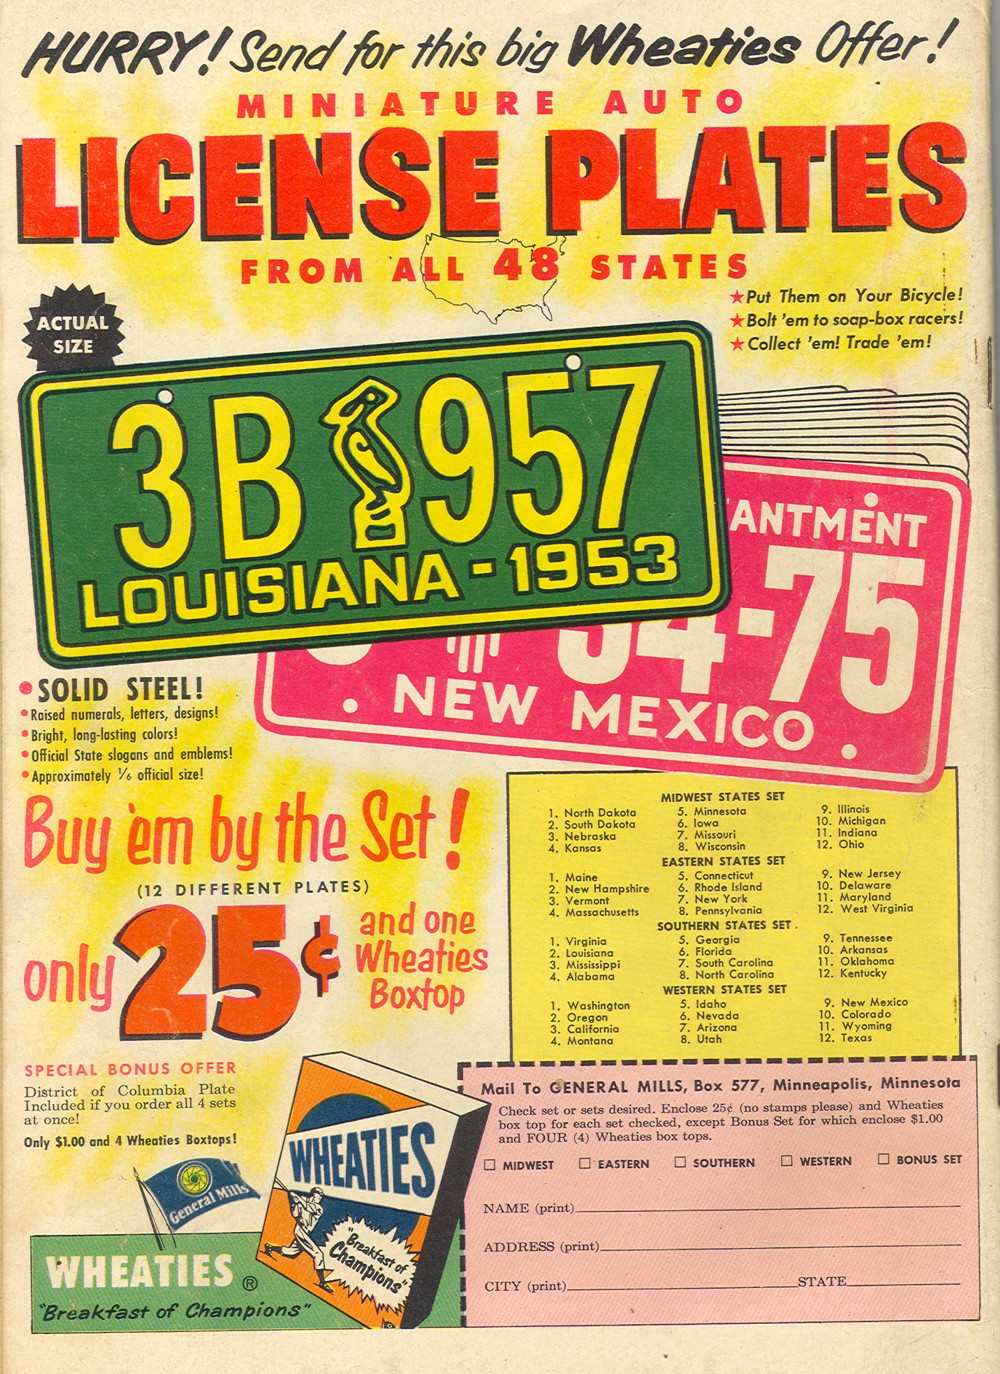 HURRY! Send for this big Wheaties Offer!
MINIATURE AUTO
LICENSE PLATES
FROM ALL 48 STATES
★Put Them on Your Bicycle!
★Bolt 'em to soap-box racers!
★Collect 'em! Trade 'em!
ACTUAL
SIZE
3B 957
LOUISIANA-1953
ANTMENT
54-75
NEW MEXICO
• SOLID STEEL!
• Raised numerals, letters, designs!
• Bright, long-lasting colors!
• Official State slogans and emblems!
• Approximately 1/6 official size!
Buy 'em by the Set!
(12 DIFFERENT PLATES)
only 25¢
and one
Wheaties
Boxtop
MIDWEST STATES SET
1. North Dakota 5. Minnesota 9. Illinois
2. South Dakota 6. Iowa 10. Michigan
3. Nebraska 7. Missouri 11. Indiana
4. Kansas 8. Wisconsin 12. Ohio
EASTERN STATES SET
1. Maine 5. Connecticut 9. New Jersey
2. New Hampshire 6. Rhode Island 10. Delaware
3. Vermont 7. New York 11. Maryland
4. Massachusetts 8. Pennsylvania 12. West Virginia
SOUTHERN STATES SET
1. Virginia 5. Georgia 9. Tennessee
2. Louisiana 6. Florida 10. Arkansas
3. Mississippi 7. South Carolina 11. Oklahoma
4. Alabama 8. North Carolina 12. Kentucky
WESTERN STATES SET
1. Washington 5. Idaho 9. New Mexico
2. Oregon 6. Nevada 10. Colorado
3. California 7. Arizona 11. Wyoming
4. Montana 8. Utah 12. Texas
SPECIAL BONUS OFFER
District of Columbia Plate
Included if you order all 4 sets
at once!
Only $1.00 and 4 Wheaties Boxtops!
General Mills
WHEATIES
"Breakfast of
Champions"
WHEATIES®
"Breakfast of Champions"
Mail To GENERAL MILLS, Box 577, Minneapolis, Minnesota
Check set or sets desired. Enclose 25¢ (no stamps please) and Wheaties
box top for each set checked, except Bonus Set for which enclose $1.00
and FOUR (4) Wheaties box tops.
☐ MIDWEST ☐ EASTERN ☐ SOUTHERN ☐ WESTERN ☐ BONUS SET
NAME (print)
ADDRESS (print)
CITY (print) STATE